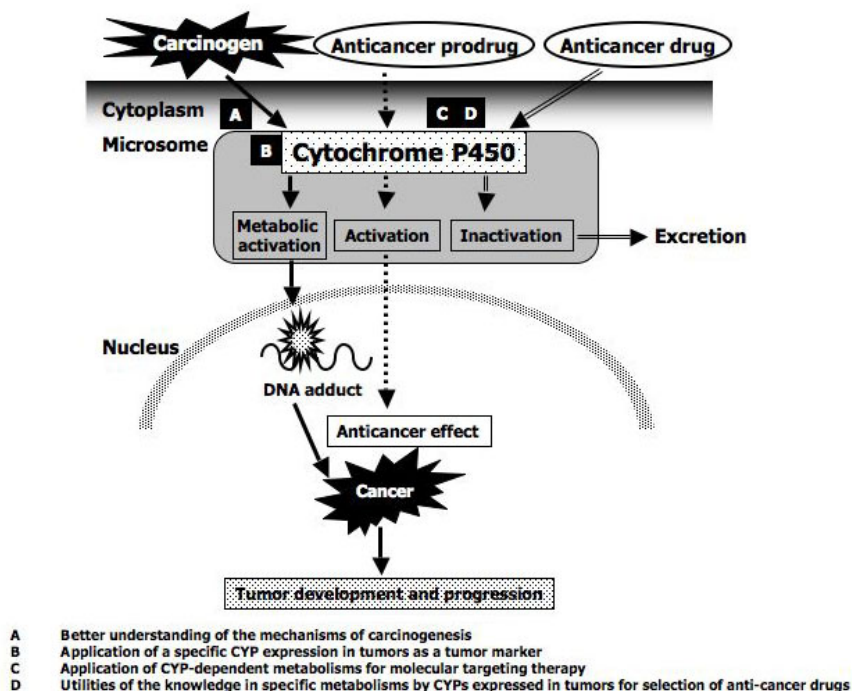 Carcinogen
Anticancer prodrug
Anticancer drug
Cytoplasm
A
C D
Microsome
B
Cytochrome P450
Metabolic
activation
Activation
Inactivation
Excretion
Nucleus
DNA adduct
Anticancer effect
Cancer
Tumor development and progression
A Better understanding of the mechanisms of carcinogenesis
B Application of a specific CYP expression in tumors as a tumor marker
C Application of CYP-dependent metabolisms for molecular targeting therapy
D Utilities of the knowledge in specific metabolisms by CYPs expressed in tumors for selection of anti-cancer drugs